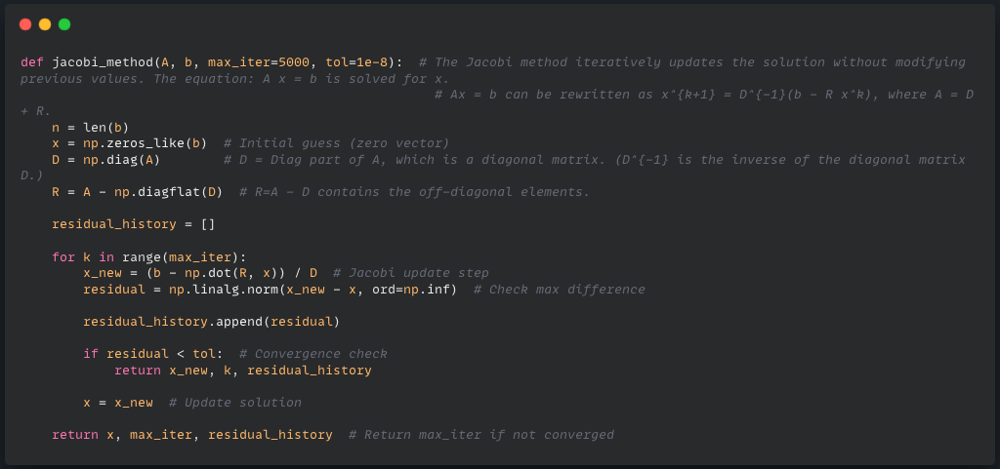 def jacobi_method(A, b, max_iter=5000, tol=1e-8):  # The Jacobi method iteratively updates the solution without modifying
previous values. The equation: A x = b is solved for x.
                                                     # Ax = b can be rewritten as x^{k+1} = D^{-1}(b - R x^k), where A = D
+ R.
    n = len(b)
    x = np.zeros_like(b)  # Initial guess (zero vector)
    D = np.diag(A)        # D = Diag part of A, which is a diagonal matrix. (D^{-1} is the inverse of the diagonal matrix
D.)
    R = A - np.diagflat(D)  # R=A - D contains the off-diagonal elements.

    residual_history = []

    for k in range(max_iter):
        x_new = (b - np.dot(R, x)) / D  # Jacobi update step
        residual = np.linalg.norm(x_new - x, ord=np.inf)  # Check max difference

        residual_history.append(residual)

        if residual < tol:  # Convergence check
            return x_new, k, residual_history

        x = x_new  # Update solution

    return x, max_iter, residual_history  # Return max_iter if not converged